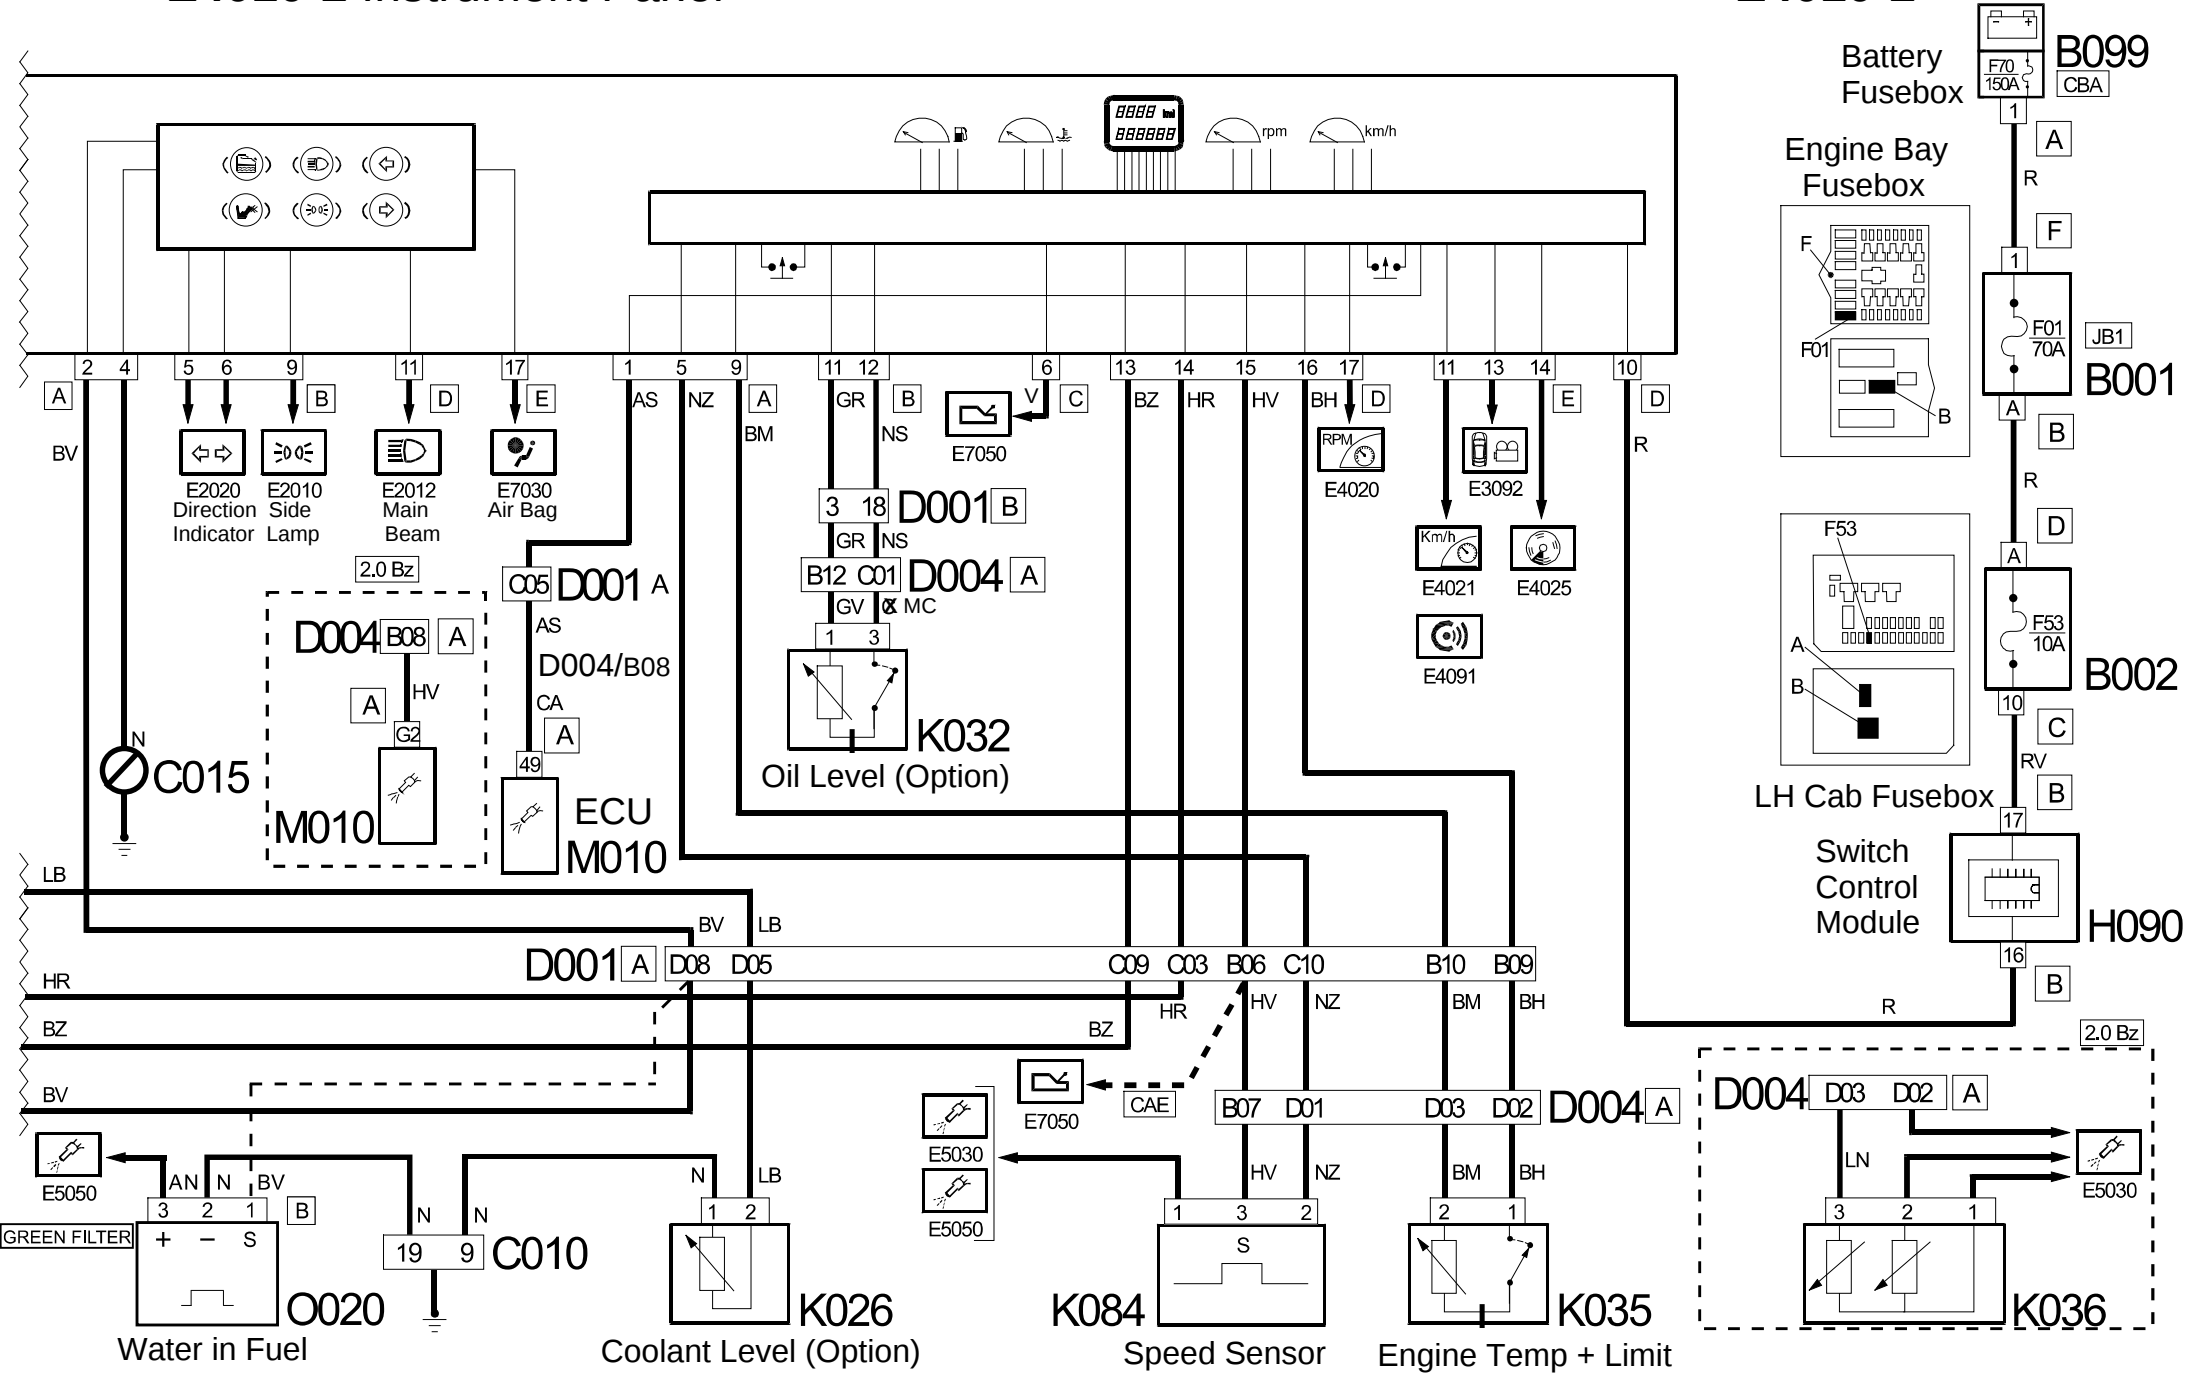 B099
Battery
Fusebox
F70
150A
CBA
1
A
R
Engine Bay
Fusebox
F
F
1
F01
B
F01
70A
JB1
B001
A
B
R
D
A
F53
A
B
F53
10A
B002
10
C
RV
B
LH Cab Fusebox
17
Switch
Control
Module
H090
16
B
R
rpm
km/h
2 4 5 6 9 11 17 1 5 9 11 12 6 13 14 15 16 17 11 13 14 10
A B D E A B C D E D
BV
AS NZ BM GR NS V BZ HR HV BH R
E2020
Direction
Indicator
E2010
Side
Lamp
E2012
Main
Beam
E7030
Air Bag
E7050
RPM
E4020
E3092
Km/h
E4021
E4025
E4091
3 18 D001 B
GR NS
B12 C01 D004 A
GV MC
1 3
K032
Oil Level (Option)
2.0 Bz
D004 B08 A
HV
A
G2
M010
C05 D001 A
AS
D004/B08
CA
A
49
ECU
M010
N
C015
LB
BV LB
D001 A D08 D05 C09 C03 B06 C10 B10 B09
HR
HR HV NZ BM BH
BZ
BZ
BV
CAE
E7050
B07 D01 D03 D02 D004 A
E5050
AN N BV
3 2 1 B
GREEN FILTER
+ − S
O020
Water in Fuel
N N
19 9 C010
N LB
1 2
K026
Coolant Level (Option)
E5030
E5050
HV NZ
1 3 2
S
K084
Speed Sensor
BM BH
2 1
K035
Engine Temp + Limit
2.0 Bz
D004 D03 D02 A
LN
E5030
3 2 1
K036